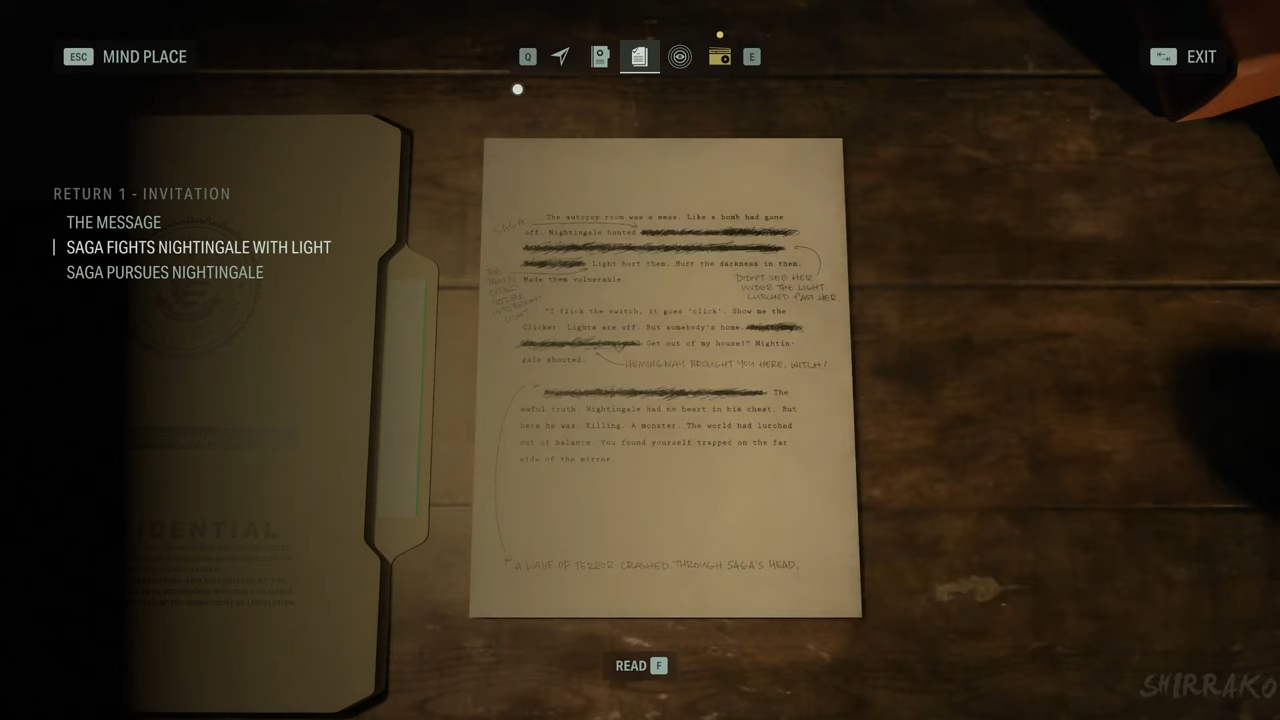 ESC MIND PLACE
Q
E
EXIT
RETURN 1 - INVITATION
THE MESSAGE
SAGA FIGHTS NIGHTINGALE WITH LIGHT
SAGA PURSUES NIGHTINGALE
SAGA
The autopsy room was a mess. Like a bomb had gone
off. Nightingale hunted
Light hurt them. Hurt the darkness in them.
Made them vulnerable.
DIDN'T SEE HER
UNDER THE LIGHT
LURCHED PAST HER.
"I flick the switch, it goes 'click'. Show me the
Clicker. Lights are off. But somebody's home.
Get out of my house!" Nightin-
gale shouted.
HEMINGWAY BROUGHT YOU HERE, WITCH!
The
awful truth. Nightingale had no heart in his chest. But
here he was. Killing. A monster. The world had lurched
out of balance. You found yourself trapped on the far
side of the mirror.
A WAVE OF TERROR CRASHED THROUGH SAGA'S HEAD.
IDENTIAL
READ F
SHIRRAKO